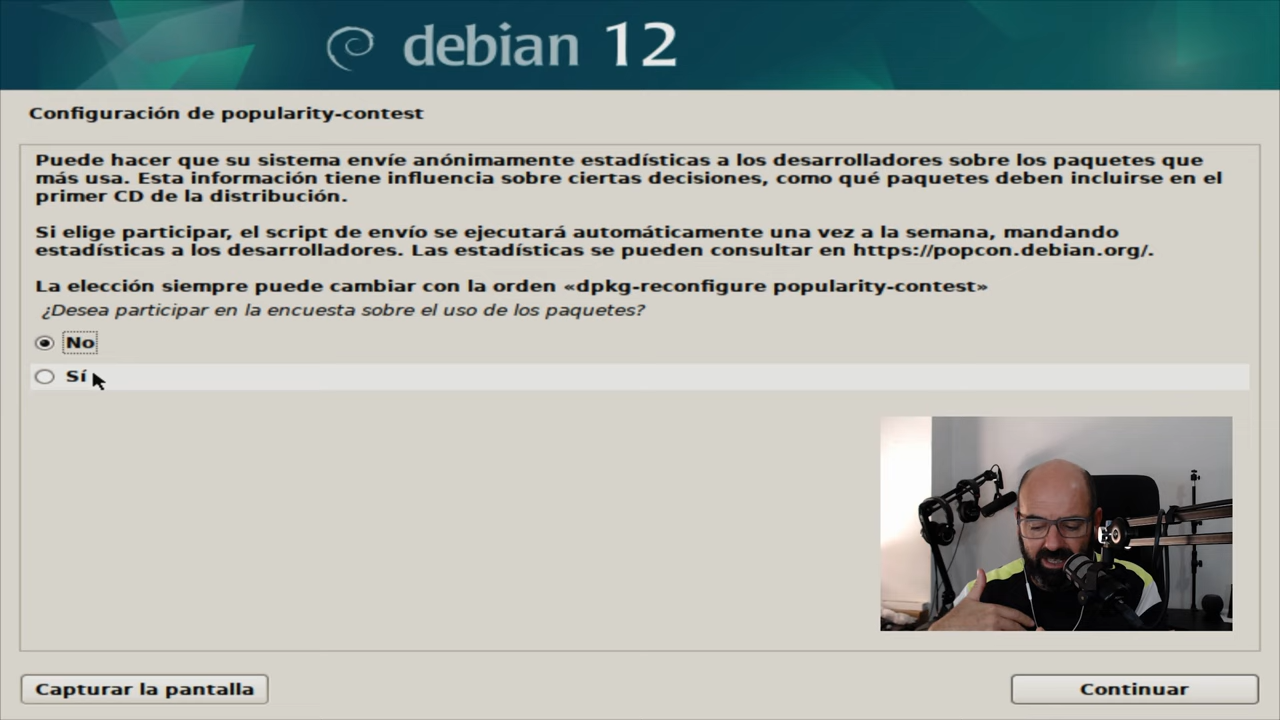 debian 12
Configuración de popularity-contest
Puede hacer que su sistema envíe anónimamente estadísticas a los desarrolladores sobre los paquetes que
más usa. Esta información tiene influencia sobre ciertas decisiones, como qué paquetes deben incluirse en el
primer CD de la distribución.
Si elige participar, el script de envío se ejecutará automáticamente una vez a la semana, mandando
estadísticas a los desarrolladores. Las estadísticas se pueden consultar en https://popcon.debian.org/.
La elección siempre puede cambiar con la orden «dpkg-reconfigure popularity-contest»
¿Desea participar en la encuesta sobre el uso de los paquetes?
No
Sí
Capturar la pantalla
Continuar